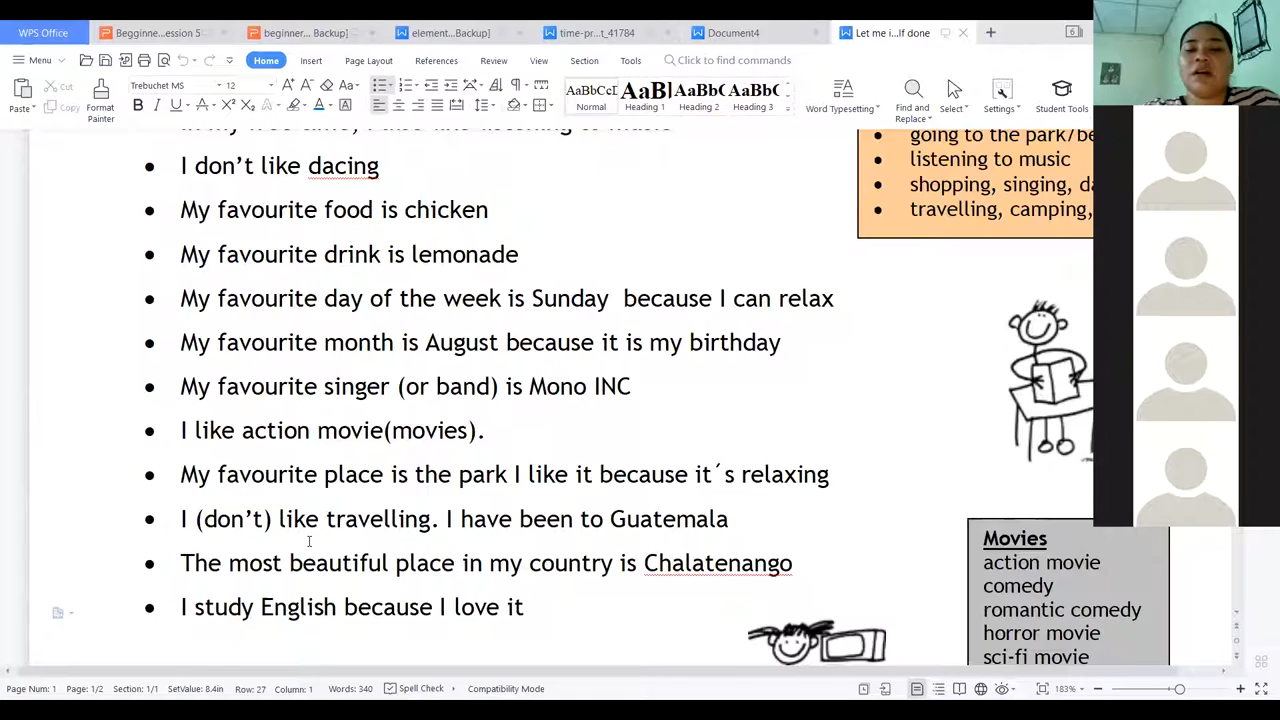 WPS Office
Begginne...ession 5
beginner... Backup]
element...Backup]
time-pr...t_41784
Document4
Let me i...If done
Menu
Home
Insert
Page Layout
References
Review
View
Section
Tools
Click to find commands
Paste
Cut
Copy
Format
Painter
Trebuchet MS
12
AaBbCcD
Normal
AaBl
Heading 1
AaBb(
Heading 2
AaBbC
Heading 3
Word Typesetting
Find and
Replace
Select
Settings
Student Tools
going to the park/be
listening to music
shopping, singing, da
travelling, camping,
I don't like dacing
My favourite food is chicken
My favourite drink is lemonade
My favourite day of the week is Sunday because I can relax
My favourite month is August because it is my birthday
My favourite singer (or band) is Mono INC
I like action movie(movies).
My favourite place is the park I like it because it´s relaxing
I (don't) like travelling. I have been to Guatemala
The most beautiful place in my country is Chalatenango
I study English because I love it
Movies
action movie
comedy
romantic comedy
horror movie
sci-fi movie
Page Num: 1 Page: 1/2 Section: 1/1 SetValue: 8.4in Row: 27 Column: 1 Words: 340 Spell Check Compatibility Mode
183%